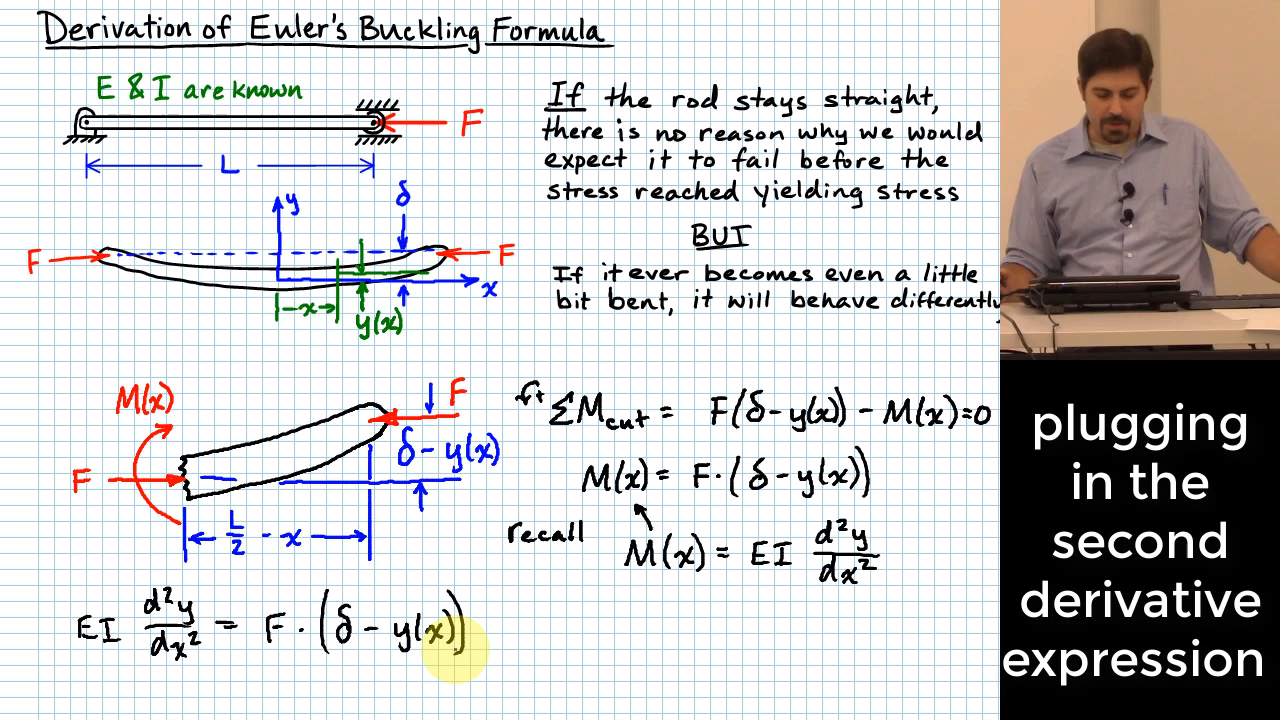 Derivation of Euler's Buckling Formula
E & I are known
F
L
If the rod stays straight,
there is no reason why we would
expect it to fail before the
stress reached yielding stress
BUT
If it ever becomes even a little
bit bent, it will behave differently
y
δ
F
F
x
x
y(x)
M(x)
F
δ - y(x)
F
L/2 - x
ΣM_cut = F(δ - y(x)) - M(x) = 0
M(x) = F · (δ - y(x))
recall
M(x) = EI d²y/dx²
EI d²y/dx² = F · (δ - y(x))
plugging
in the
second
derivative
expression